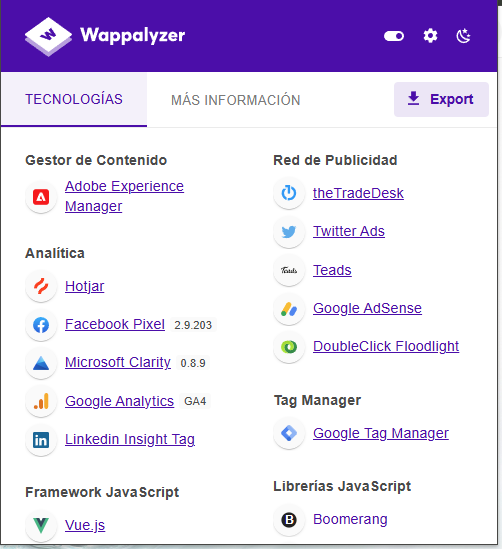 Wappalyzer
TECNOLOGÍAS
MÁS INFORMACIÓN
Export
Gestor de Contenido
Adobe Experience
Manager
Analítica
Hotjar
Facebook Pixel 2.9.203
Microsoft Clarity 0.8.9
Google Analytics GA4
Linkedin Insight Tag
Framework JavaScript
Vue.js
Red de Publicidad
theTradeDesk
Twitter Ads
Teads
Teads
Google AdSense
DoubleClick Floodlight
Tag Manager
Google Tag Manager
Librerías JavaScript
B
Boomerang